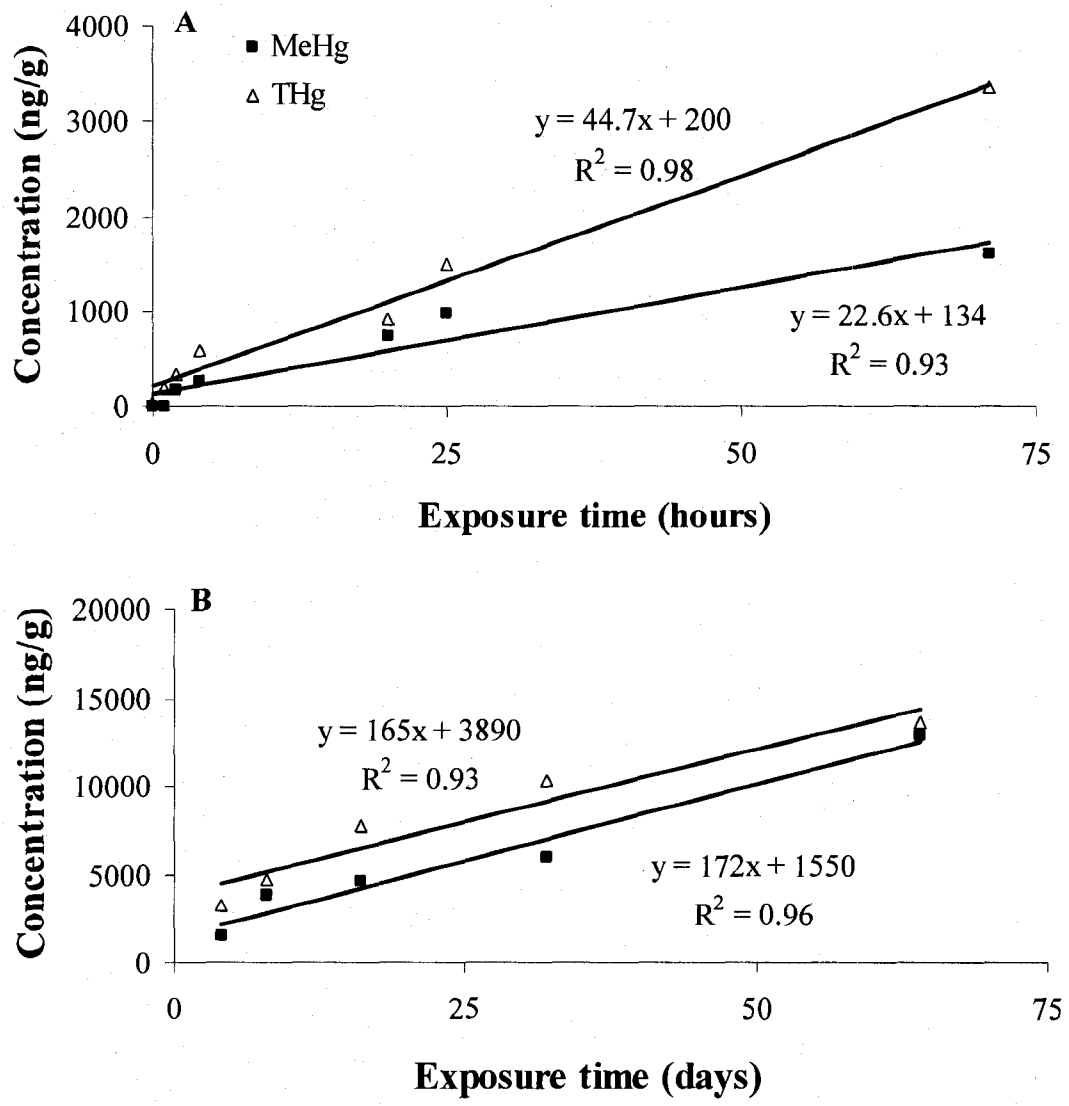 A
MeHg
THg
Concentration (ng/g)
4000
3000
2000
1000
0
y = 44.7x + 200
R² = 0.98
y = 22.6x + 134
R² = 0.93
0 25 50 75
Exposure time (hours)
B
Concentration (ng/g)
20000
15000
10000
5000
0
y = 165x + 3890
R² = 0.93
y = 172x + 1550
R² = 0.96
0 25 50 75
Exposure time (days)